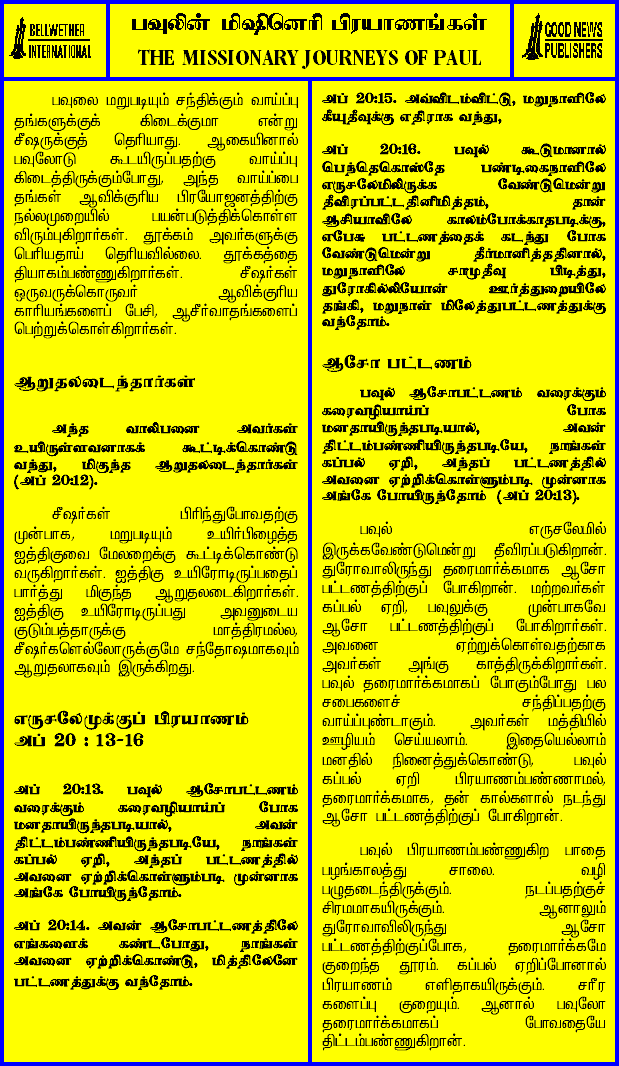 BELLWETHER
INTERNATIONAL
பவுலின் மிஷினெரி பிரயாணங்கள்
THE MISSIONARY JOURNEYS OF PAUL
GOOD NEWS
PUBLISHERS
பவுலை மறுபடியும் சந்திக்கும் வாய்ப்பு
தங்களுக்குக் கிடைக்குமா என்று
சீஷருக்குத் தெரியாது. ஆகையினால்
பவுலோடு கூடயிருப்பதற்கு வாய்ப்பு
கிடைத்திருக்கும்போது, அந்த வாய்ப்பை
தங்கள் ஆவிக்குரிய பிரயோஜனத்திற்கு
நல்லமுறையில் பயன்படுத்திக்கொள்ள
விரும்புகிறார்கள். தூக்கம் அவர்களுக்கு
பெரியதாய் தெரியவில்லை. தூக்கத்தை
தியாகம்பண்ணுகிறார்கள். சீஷர்கள்
ஒருவருக்கொருவர் ஆவிக்குரிய
காரியங்களைப் பேசி, ஆசீர்வாதங்களைப்
பெற்றுக்கொள்கிறார்கள்.
ஆறுதலடைந்தார்கள்
அந்த வாலிபனை அவர்கள்
உயிருள்ளவனாகக் கூட்டிக்கொண்டு
வந்து, மிகுந்த ஆறுதலடைந்தார்கள்
(அப் 20:12).
சீஷர்கள் பிரிந்துபோவதற்கு
முன்பாக, மறுபடியும் உயிர்பிழைத்த
ஐத்திகுவை மேலறைக்கு கூட்டிக்கொண்டு
வருகிறார்கள். ஐத்திகு உயிரோடிருப்பதைப்
பார்த்து மிகுந்த ஆறுதலடைகிறார்கள்.
ஐத்திகு உயிரோடிருப்பது அவனுடைய
குடும்பத்தாருக்கு மாத்திரமல்ல,
சீஷர்களெல்லோருக்குமே சந்தோஷமாகவும்
ஆறுதலாகவும் இருக்கிறது.
எருசலேமுக்குப் பிரயாணம்
அப் 20 : 13-16
அப் 20:13. பவுல் ஆசோபட்டணம்
வரைக்கும் கரைவழியாய்ப் போக
மனதாயிருந்தபடியால், அவன்
திட்டம்பண்ணியிருந்தபடியே, நாங்கள்
கப்பல் ஏறி, அந்தப் பட்டணத்தில்
அவனை ஏற்றிக்கொள்ளும்படி முன்னாக
அங்கே போயிருந்தோம்.
அப் 20:14. அவன் ஆசோபட்டணத்திலே
எங்களைக் கண்டபோது, நாங்கள்
அவனை ஏற்றிக்கொண்டு, மித்திலேனே
பட்டணத்துக்கு வந்தோம்.
அப் 20:15. அவ்விடம்விட்டு, மறுநாளிலே
கீயுதீவுக்கு எதிராக வந்து,
அப் 20:16. பவுல் கூடுமானால்
பெந்தெகொஸ்தே பண்டிகைநாளிலே
எருசலேமிலிருக்க வேண்டுமென்று
தீவிரப்பட்டதினிமித்தம், தான்
ஆசியாவிலே காலம்போக்காதபடிக்கு,
எபேசு பட்டணத்தைக் கடந்து போக
வேண்டுமென்று தீர்மானித்ததினால்,
மறுநாளிலே சாமுதீவு பிடித்து,
துரோகில்லியோன் ஊர்த்துறையிலே
தங்கி, மறுநாள் மிலேத்துபட்டணத்துக்கு
வந்தோம்.
ஆசோ பட்டணம்
பவுல் ஆசோபட்டணம் வரைக்கும்
கரைவழியாய்ப் போக
மனதாயிருந்தபடியால், அவன்
திட்டம்பண்ணியிருந்தபடியே, நாங்கள்
கப்பல் ஏறி, அந்தப் பட்டணத்தில்
அவனை ஏற்றிக்கொள்ளும்படி முன்னாக
அங்கே போயிருந்தோம் (அப் 20:13).
பவுல் எருசலேமில்
இருக்கவேண்டுமென்று தீவிரப்படுகிறான்.
துரோவாலிருந்து தரைமார்க்கமாக ஆசோ
பட்டணத்திற்குப் போகிறான். மற்றவர்கள்
கப்பல் ஏறி, பவுலுக்கு முன்பாகவே
ஆசோ பட்டணத்திற்குப் போகிறார்கள்.
அவனை ஏற்றுக்கொள்வதற்காக
அவர்கள் அங்கு காத்திருக்கிறார்கள்.
பவுல் தரைமார்க்கமாகப் போகும்போது பல
சபைகளைச் சந்திப்பதற்கு
வாய்ப்புண்டாகும். அவர்கள் மத்தியில்
ஊழியம் செய்யலாம். இதையெல்லாம்
மனதில் நினைத்துக்கொண்டு, பவுல்
கப்பல் ஏறி பிரயாணம்பண்ணாமல்,
தரைமார்க்கமாக, தன் கால்களால் நடந்து
ஆசோ பட்டணத்திற்குப் போகிறான்.
பவுல் பிரயாணம்பண்ணுகிற பாதை
பழங்காலத்து சாலை. வழி
பழுதடைந்திருக்கும். நடப்பதற்குச்
சிரமமாகயிருக்கும். ஆனாலும்
துரோவாவிலிருந்து ஆசோ
பட்டணத்திற்குப்போக, தரைமார்க்கமே
குறைந்த தூரம். கப்பல் ஏறிப்போனால்
பிரயாணம் எளிதாகயிருக்கும். சரீர
களைப்பு குறையும். ஆனால் பவுலோ
தரைமார்க்கமாகப் போவதையே
திட்டம்பண்ணுகிறான்.